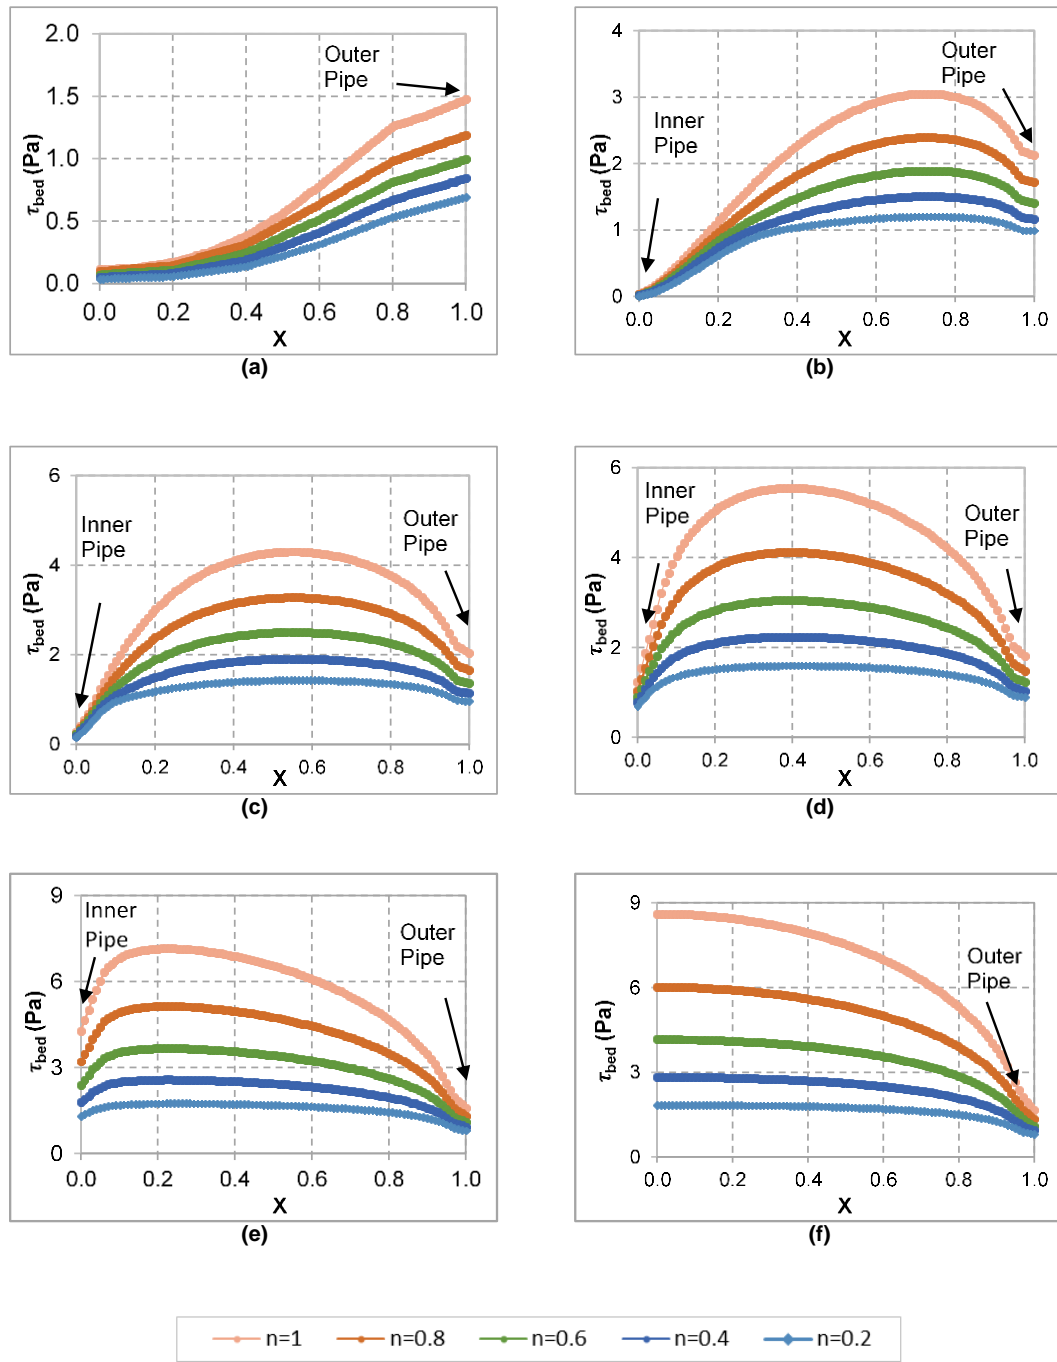 2.0
1.5
1.0
0.5
0.0
τbed (Pa)
Outer
Pipe
0.0 0.2 0.4 0.6 0.8 1.0
X
(a)
4
3
2
1
0
τbed (Pa)
Inner
Pipe
Outer
Pipe
0.0 0.2 0.4 0.6 0.8 1.0
X
(b)
6
4
2
0
τbed (Pa)
Inner
Pipe
Outer
Pipe
0.0 0.2 0.4 0.6 0.8 1.0
X
(c)
6
4
2
0
τbed (Pa)
Inner
Pipe
Outer
Pipe
0.0 0.2 0.4 0.6 0.8 1.0
X
(d)
9
6
3
0
τbed (Pa)
Inner
Pipe
Outer
Pipe
0.0 0.2 0.4 0.6 0.8 1.0
X
(e)
9
6
3
0
τbed (Pa)
Outer
Pipe
0.0 0.2 0.4 0.6 0.8 1.0
X
(f)
n=1 n=0.8 n=0.6 n=0.4 n=0.2